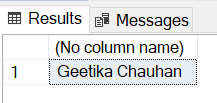 Results Messages
(No column name)
1 Geetika Chauhan